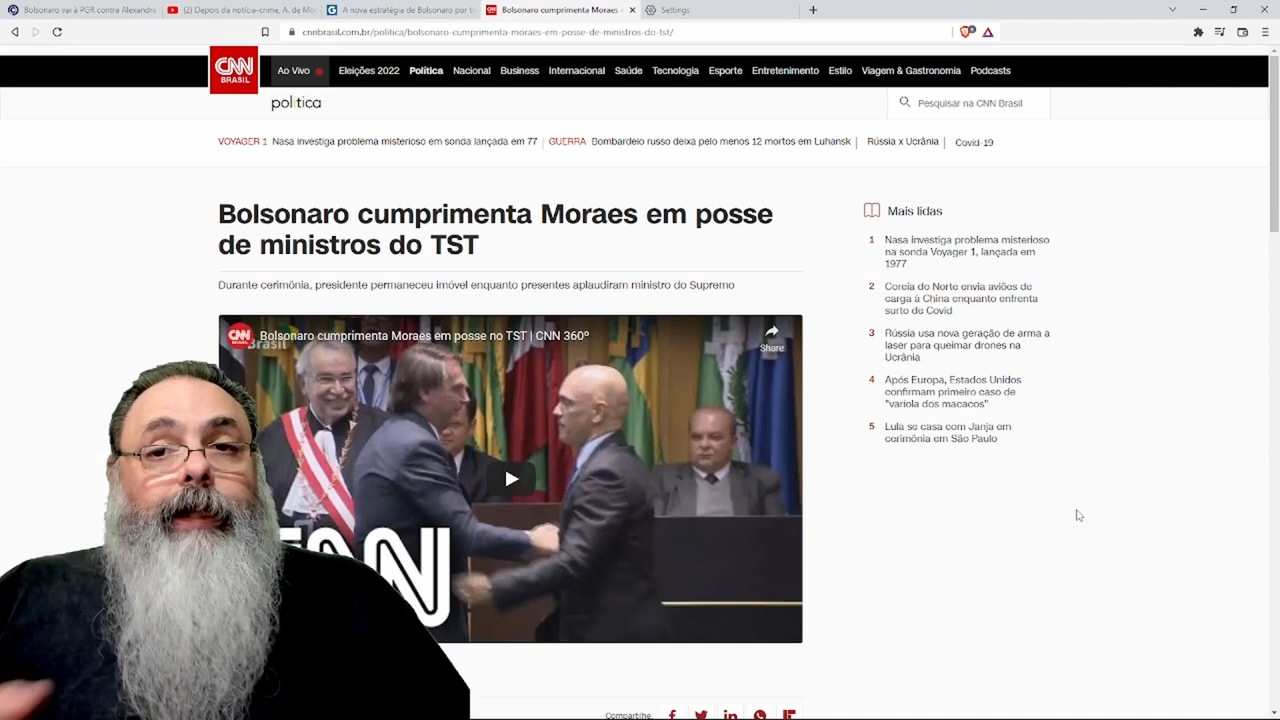 Bolsonaro vai à PGR contra Alexandre
(2) Depois da notícia-crime, A. de Mo
A nova estratégia de Bolsonaro por t
Bolsonaro cumprimenta Moraes e
Settings
cnnbrasil.com.br/politica/bolsonaro-cumprimenta-moraes-em-posse-de-ministros-do-tst/
CNN BRASIL
Ao Vivo
Eleições 2022 Política Nacional Business Internacional Saúde Tecnologia Esporte Entretenimento Estilo Viagem & Gastronomia Podcasts
política
Pesquisar na CNN Brasil
VOYAGER 1 Nasa investiga problema misterioso em sonda lançada em 77 | GUERRA Bombardeio russo deixa pelo menos 12 mortos em Luhansk | Rússia x Ucrânia | Covid-19
Bolsonaro cumprimenta Moraes em posse
de ministros do TST
Durante cerimônia, presidente permaneceu imóvel enquanto presentes aplaudiram ministro do Supremo
CNN Bolsonaro cumprimenta Moraes em posse no TST | CNN 360º
Brasil
Share
Mais lidas
1 Nasa investiga problema misterioso
na sonda Voyager 1, lançada em
1977
2 Coreia do Norte envia aviões de
carga à China enquanto enfrenta
surto de Covid
3 Rússia usa nova geração de arma a
laser para queimar drones na
Ucrânia
4 Após Europa, Estados Unidos
confirmam primeiro caso de
"varíola dos macacos"
5 Lula se casa com Janja em
cerimônia em São Paulo
Compartilhe: